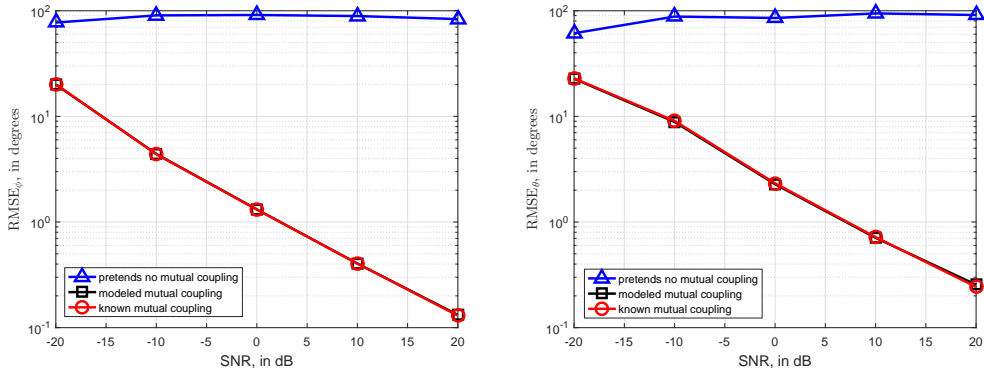 10^2
10^1
10^0
10^-1
RMSE_ϕ, in degrees
pretends no mutual coupling
modeled mutual coupling
known mutual coupling
-20 -15 -10 -5 0 5 10 15 20
SNR, in dB
10^2
10^1
10^0
10^-1
RMSE_θ, in degrees
pretends no mutual coupling
modeled mutual coupling
known mutual coupling
-20 -15 -10 -5 0 5 10 15 20
SNR, in dB